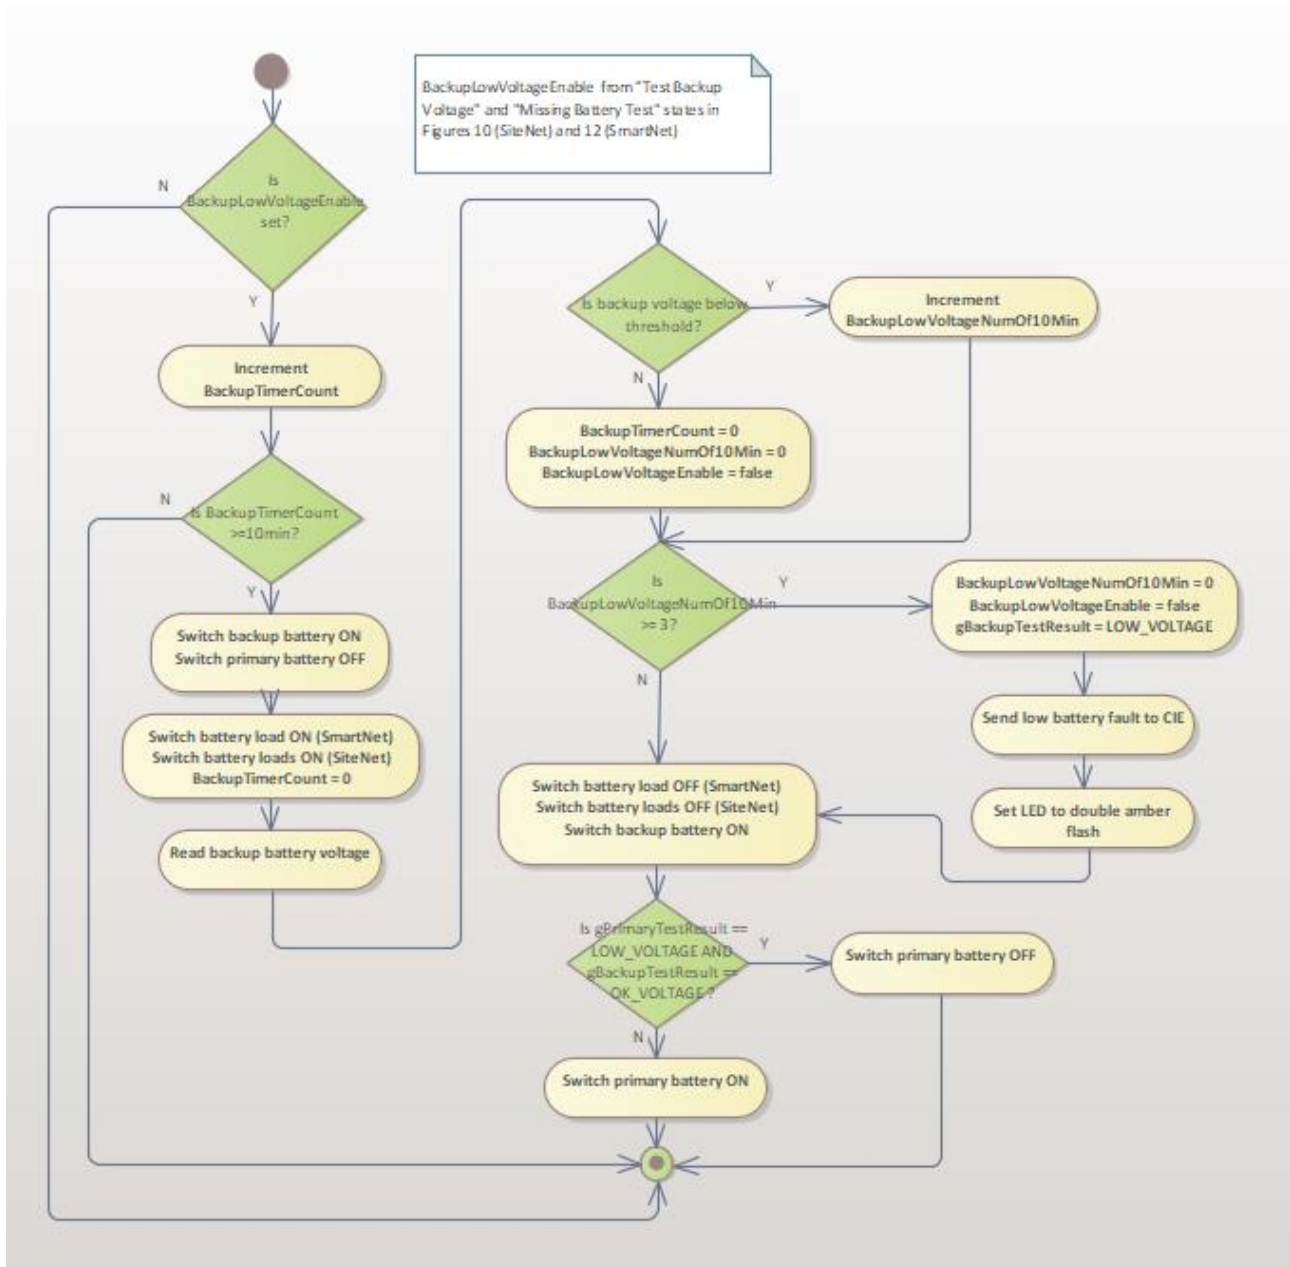 BackupLowVoltageEnable from "Test Backup
Voltage" and "Missing Battery Test" states in
Figures 10 (SiteNet) and 12 (SmartNet)
Is
BackupLowVoltageEnable
set?
N
Y
Increment
BackupTimerCount
Is BackupTimerCount
>=10min?
N
Y
Switch backup battery ON
Switch primary battery OFF
Switch battery load ON (SmartNet)
Switch battery loads ON (SiteNet)
BackupTimerCount = 0
Read backup battery voltage
Is backup voltage below
threshold?
Y
N
Increment
BackupLowVoltageNumOf10Min
BackupTimerCount = 0
BackupLowVoltageNumOf10Min = 0
BackupLowVoltageEnable = false
Is
BackupLowVoltageNumOf10Min
>= 3?
Y
N
BackupLowVoltageNumOf10Min = 0
BackupLowVoltageEnable = false
gBackupTestResult = LOW_VOLTAGE
Send low battery fault to CIE
Set LED to double amber
flash
Switch battery load OFF (SmartNet)
Switch battery loads OFF (SiteNet)
Switch backup battery ON
Is gPrimaryTestResult ==
LOW_VOLTAGE AND
gBackupTestResult ==
OK_VOLTAGE ?
Y
N
Switch primary battery OFF
Switch primary battery ON